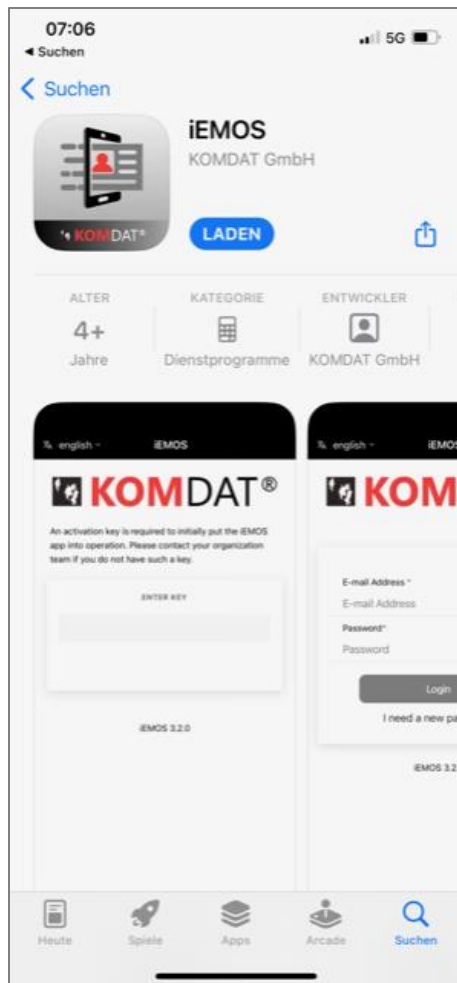 07:06
5G
◀ Suchen
Suchen
iEMOS
KOMDAT GmbH
KOMDAT®
LADEN
ALTER
4+
Jahre
KATEGORIE
Dienstprogramme
ENTWICKLER
KOMDAT GmbH
english
iEMOS
KOMDAT®
An activation key is required to initially put the iEMOS
app into operation. Please contact your organization
team if you do not have such a key.
ENTER KEY
iEMOS 3.2.0
english
iEMOS
KOM
E-mail Address *
E-mail Address
Password*
Password
Login
I need a new pa
iEMOS 3.2
Heute
Spiele
Apps
Arcade
Suchen